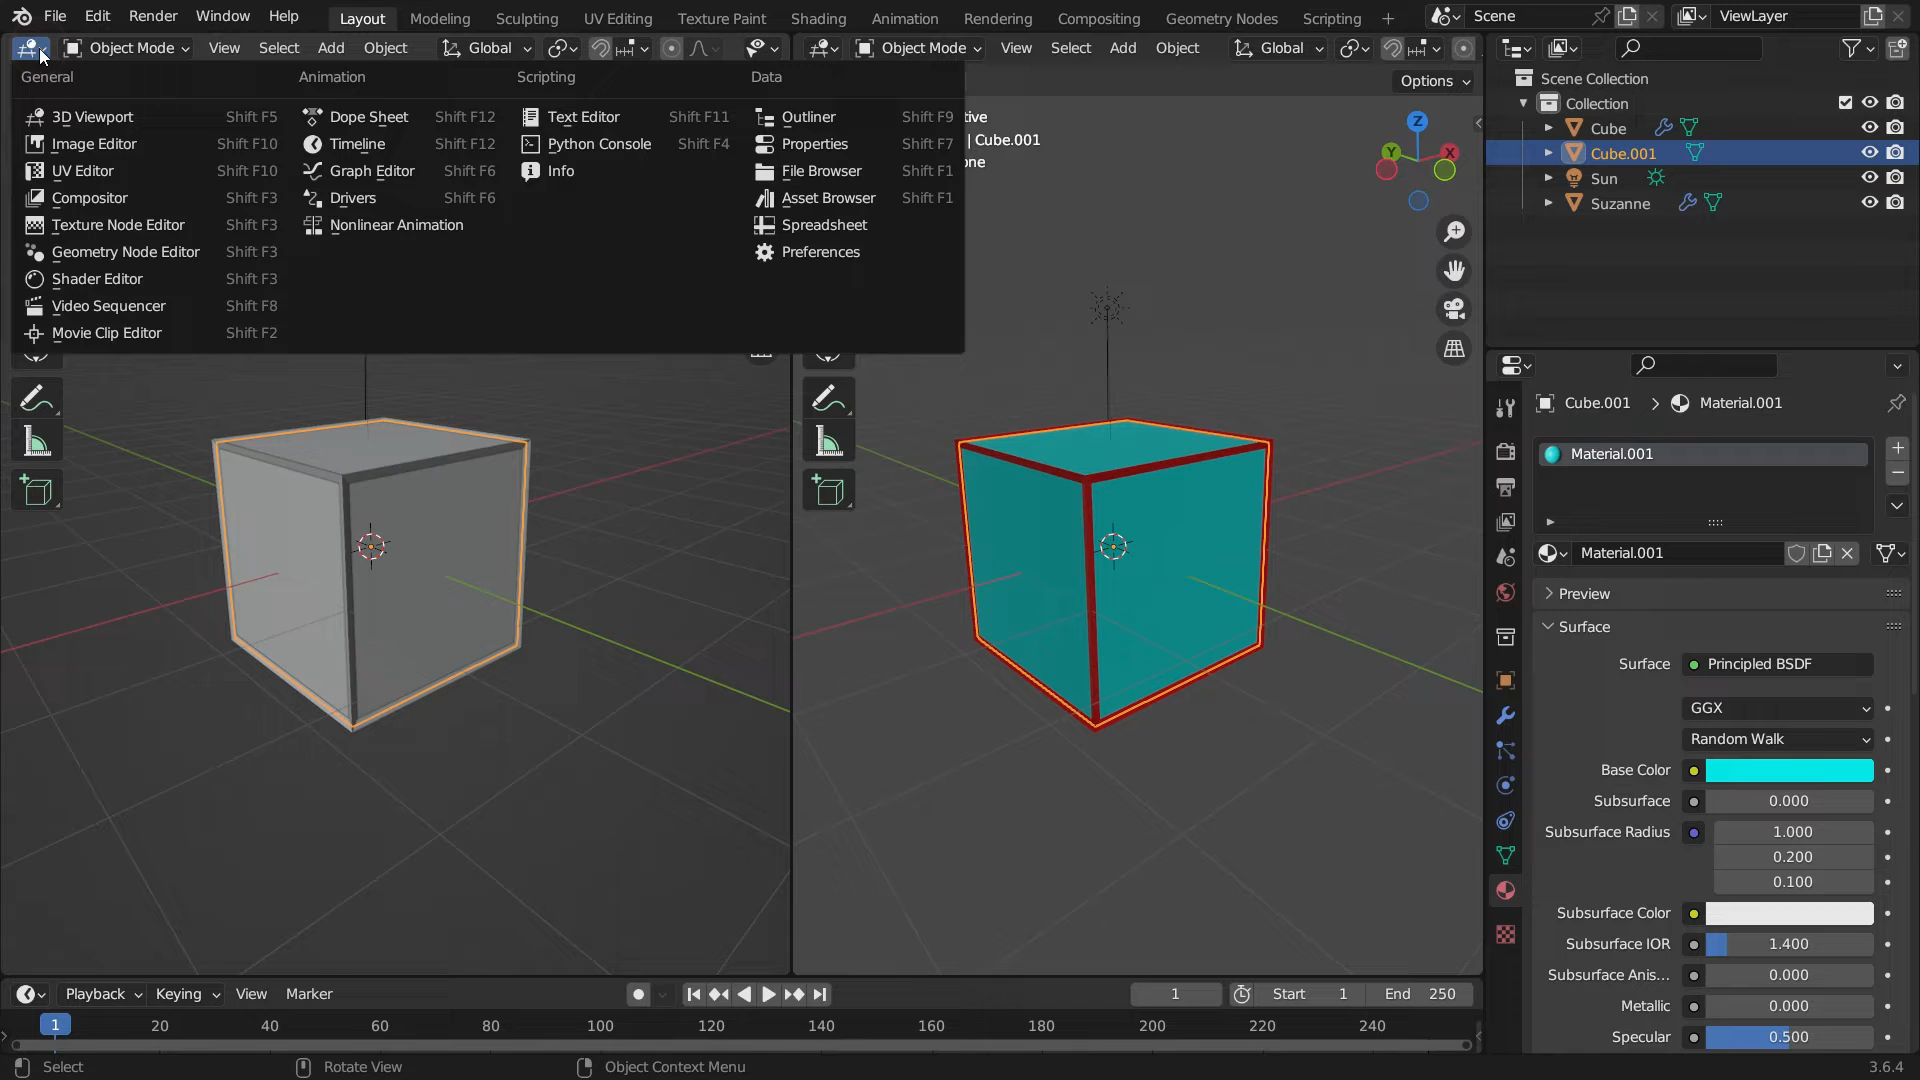 File Edit Render Window Help Layout Modeling Sculpting UV Editing Texture Paint Shading Animation Rendering Compositing Geometry Nodes Scripting + Scene ViewLayer
Object Mode View Select Add Object Global Object Mode View Select Add Object Global
General Animation Scripting Data Options
3D Viewport Shift F5 Dope Sheet Shift F12 Text Editor Shift F11 Outliner Shift F9 tive
Image Editor Shift F10 Timeline Shift F12 Python Console Shift F4 Properties Shift F7 | Cube.001
UV Editor Shift F10 Graph Editor Shift F6 Info File Browser Shift F1 one
Compositor Shift F3 Drivers Shift F6 Asset Browser Shift F1
Texture Node Editor Shift F3 Nonlinear Animation Spreadsheet
Geometry Node Editor Shift F3 Preferences
Shader Editor Shift F3
Video Sequencer Shift F8
Movie Clip Editor Shift F2
Z
Y X
Scene Collection
Collection
Cube
Cube.001
Sun
Suzanne
Cube.001 > Material.001
Material.001
Material.001
Preview
Surface
Surface Principled BSDF
GGX
Random Walk
Base Color
Subsurface 0.000
Subsurface Radius 1.000
0.200
0.100
Subsurface Color
Subsurface IOR 1.400
Subsurface Anis... 0.000
Metallic 0.000
Specular 0.500
Playback Keying View Marker 1 Start 1 End 250
1 20 40 60 80 100 120 140 160 180 200 220 240
Select Rotate View Object Context Menu 3.6.4